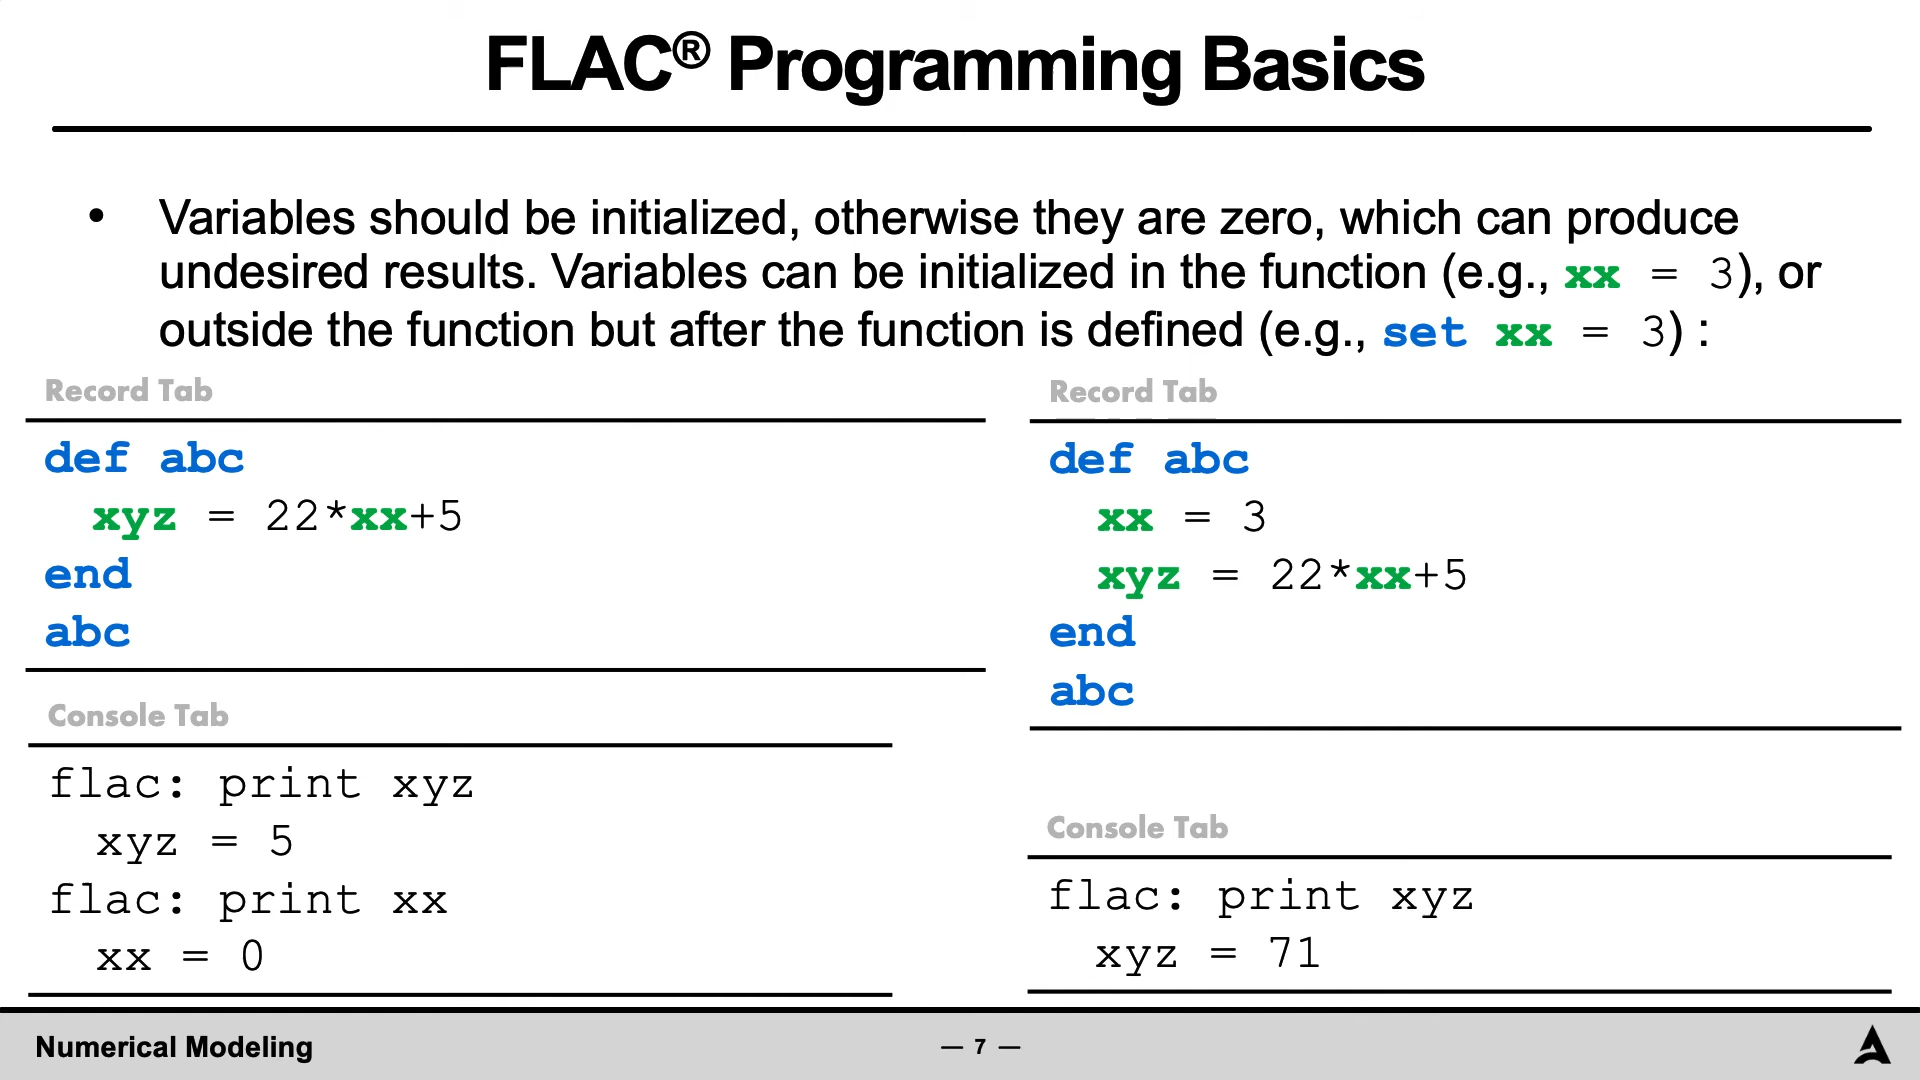 FLAC® Programming Basics
• Variables should be initialized, otherwise they are zero, which can produce
undesired results. Variables can be initialized in the function (e.g., xx = 3), or
outside the function but after the function is defined (e.g., set xx = 3) :
Record Tab
def abc
xyz = 22*xx+5
end
abc
Console Tab
flac: print xyz
xyz = 5
flac: print xx
xx = 0
Record Tab
def abc
xx = 3
xyz = 22*xx+5
end
abc
Console Tab
flac: print xyz
xyz = 71
Numerical Modeling
— 7 —